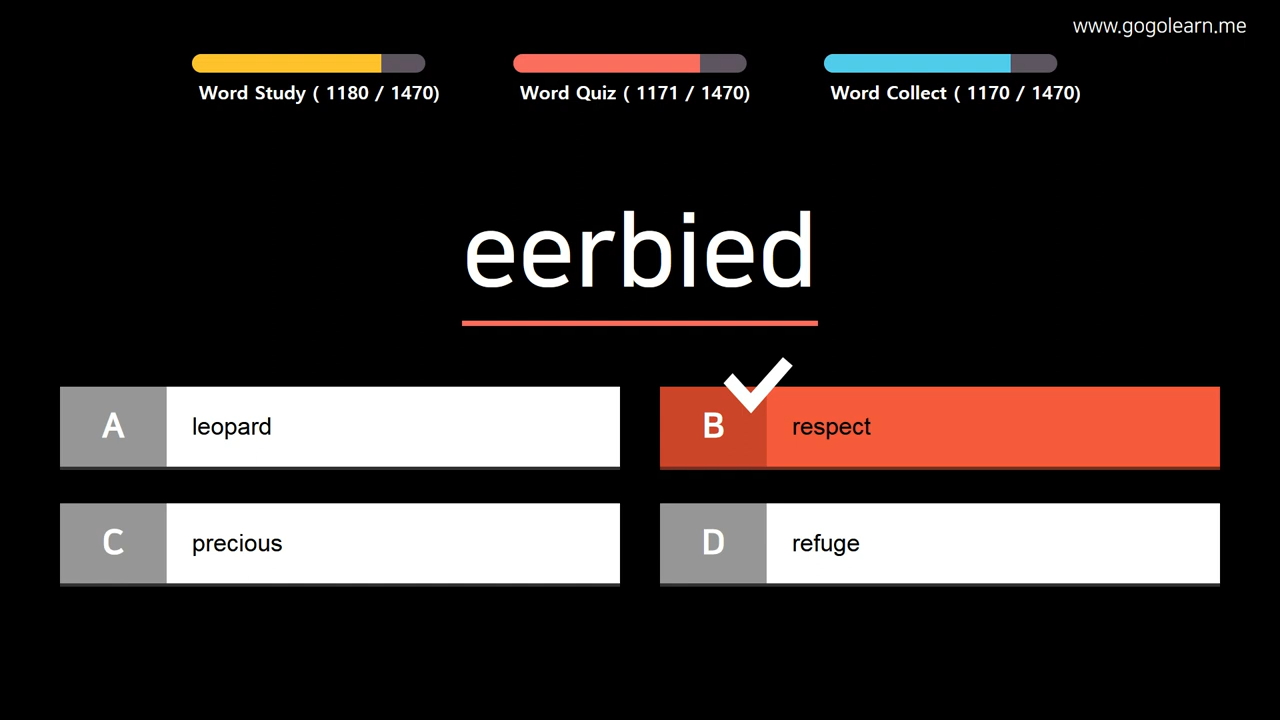 www.gogolearn.me
Word Study ( 1180 / 1470)
Word Quiz ( 1171 / 1470)
Word Collect ( 1170 / 1470)
eerbied
A leopard
B respect
C precious
D refuge